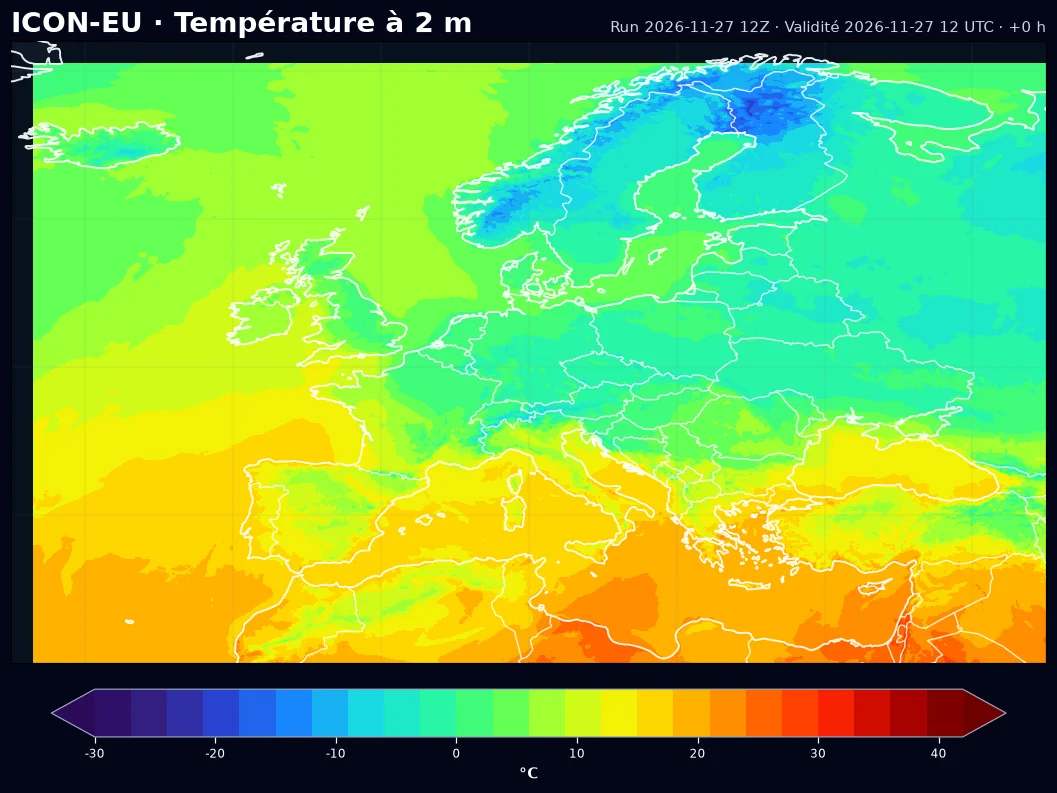 ICON-EU · Température à 2 m
Run 2026-11-27 12Z · Validité 2026-11-27 12 UTC · +0 h
-30 -20 -10 0 10 20 30 40
°C